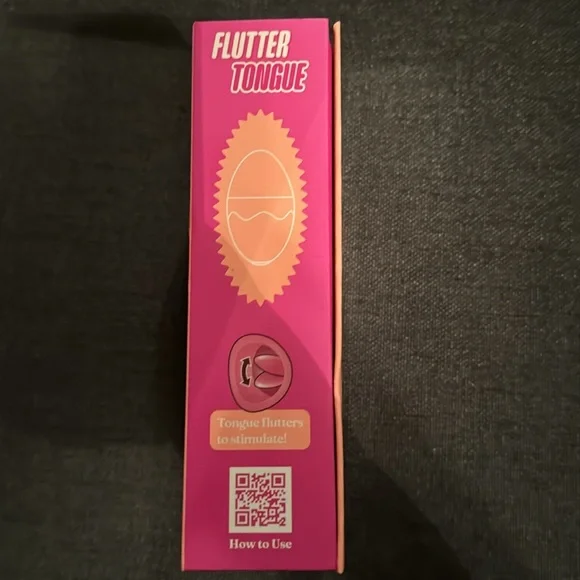 FLUTTER
TONGUE
Tongue flutters
to stimulate!
How to Use